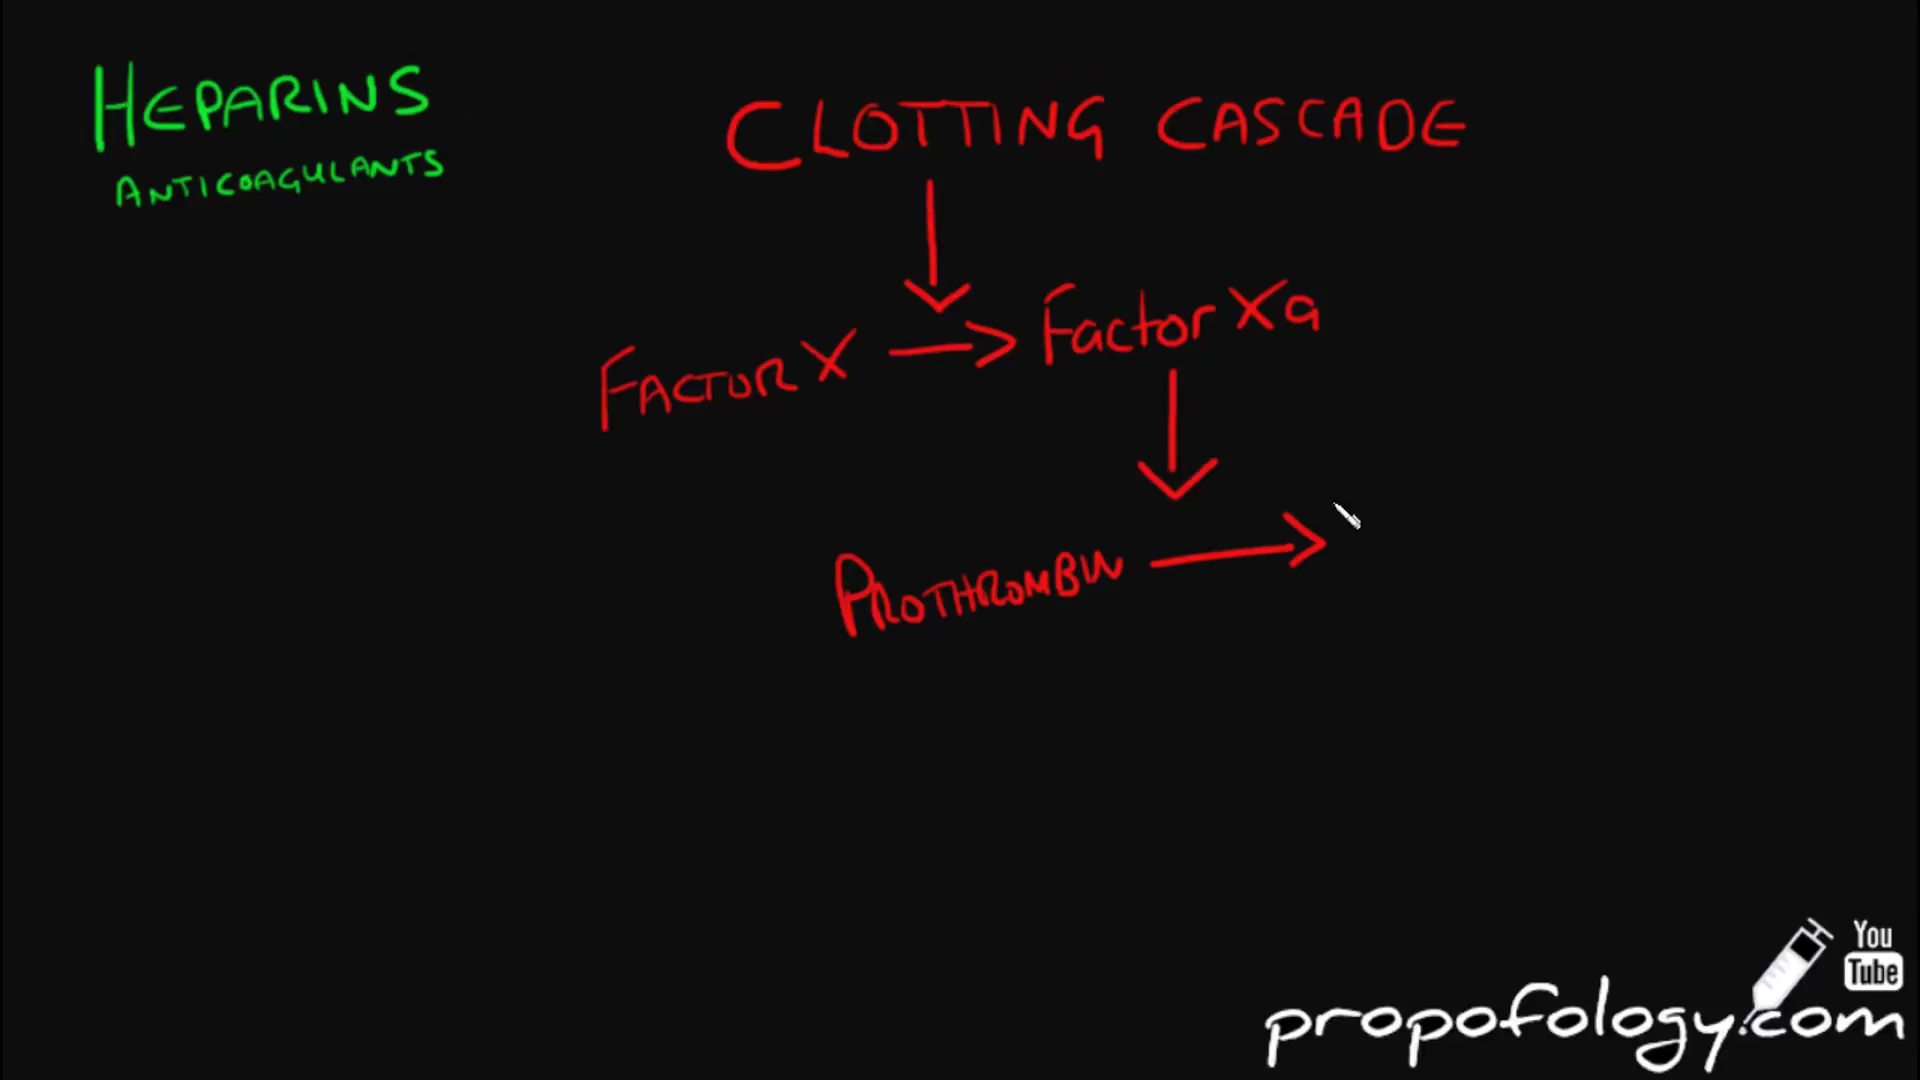 HEPARINS
ANTICOAGULANTS
CLOTTING CASCADE
FACTOR X → Factor Xa
PROTHROMBIN →
You
Tube
propofology.com